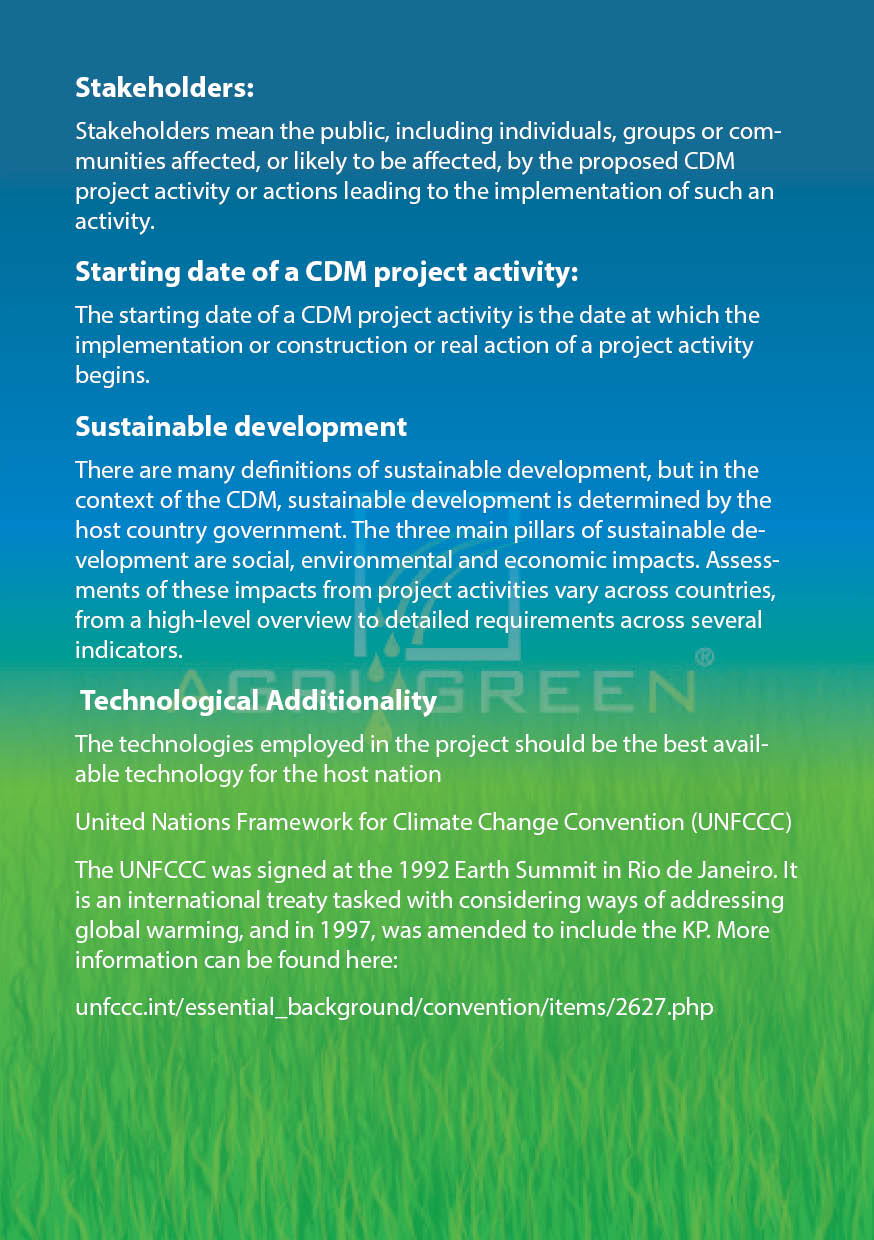 Stakeholders:
Stakeholders mean the public, including individuals, groups or com-
munities affected, or likely to be affected, by the proposed CDM
project activity or actions leading to the implementation of such an
activity.
Starting date of a CDM project activity:
The starting date of a CDM project activity is the date at which the
implementation or construction or real action of a project activity
begins.
Sustainable development
There are many definitions of sustainable development, but in the
context of the CDM, sustainable development is determined by the
host country government. The three main pillars of sustainable de-
velopment are social, environmental and economic impacts. Assess-
ments of these impacts from project activities vary across countries,
from a high-level overview to detailed requirements across several
indicators.
AGRIGREEN®
Technological Additionality
The technologies employed in the project should be the best avail-
able technology for the host nation
United Nations Framework for Climate Change Convention (UNFCCC)
The UNFCCC was signed at the 1992 Earth Summit in Rio de Janeiro. It
is an international treaty tasked with considering ways of addressing
global warming, and in 1997, was amended to include the KP. More
information can be found here:
unfccc.int/essential_background/convention/items/2627.php